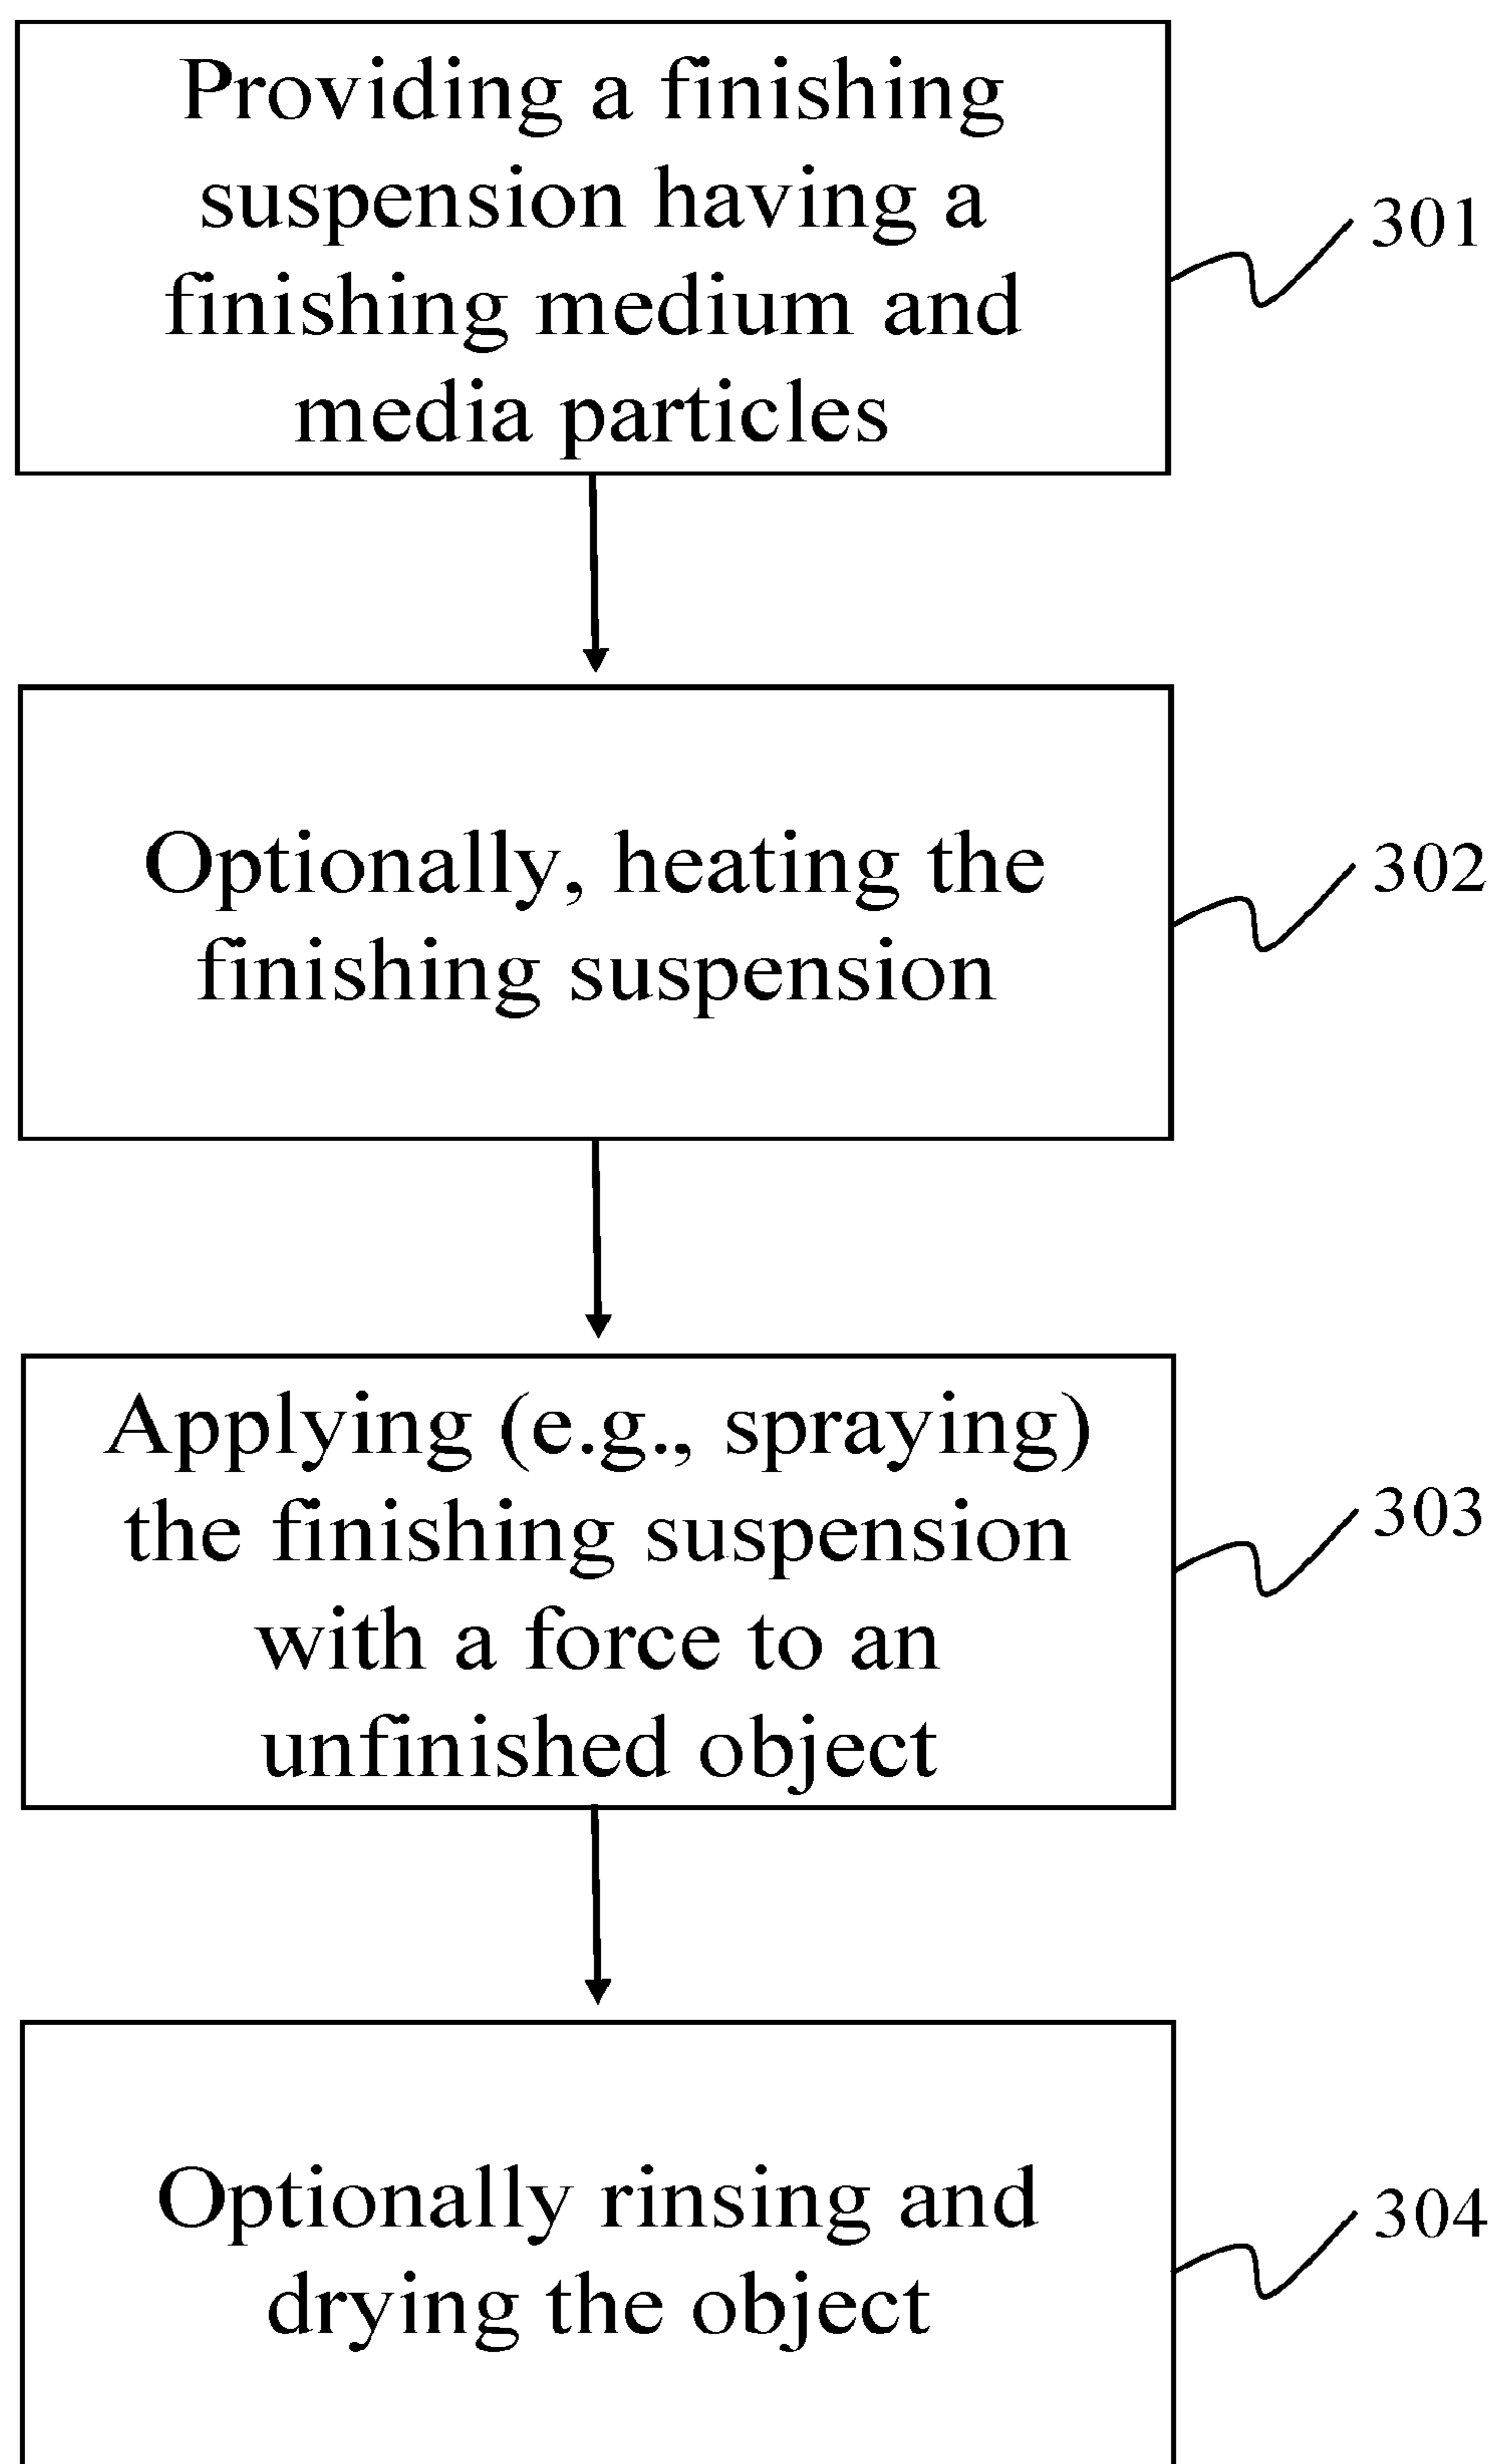 Providing a finishing
suspension having a
finishing medium and
media particles
301
Optionally, heating the
finishing suspension
302
Applying (e.g., spraying)
the finishing suspension
with a force to an
unfinished object
303
Optionally rinsing and
drying the object
304